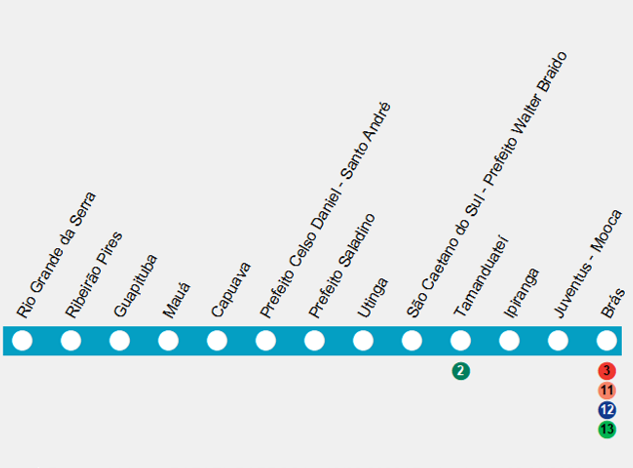 Rio Grande da Serra
Ribeirão Pires
Guapituba
Mauá
Capuava
Prefeito Celso Daniel - Santo André
Prefeito Saladino
Utinga
São Caetano do Sul - Prefeito Walter Braido
Tamanduateí
Ipiranga
Juventus - Mooca
Brás
2
3
11
12
13